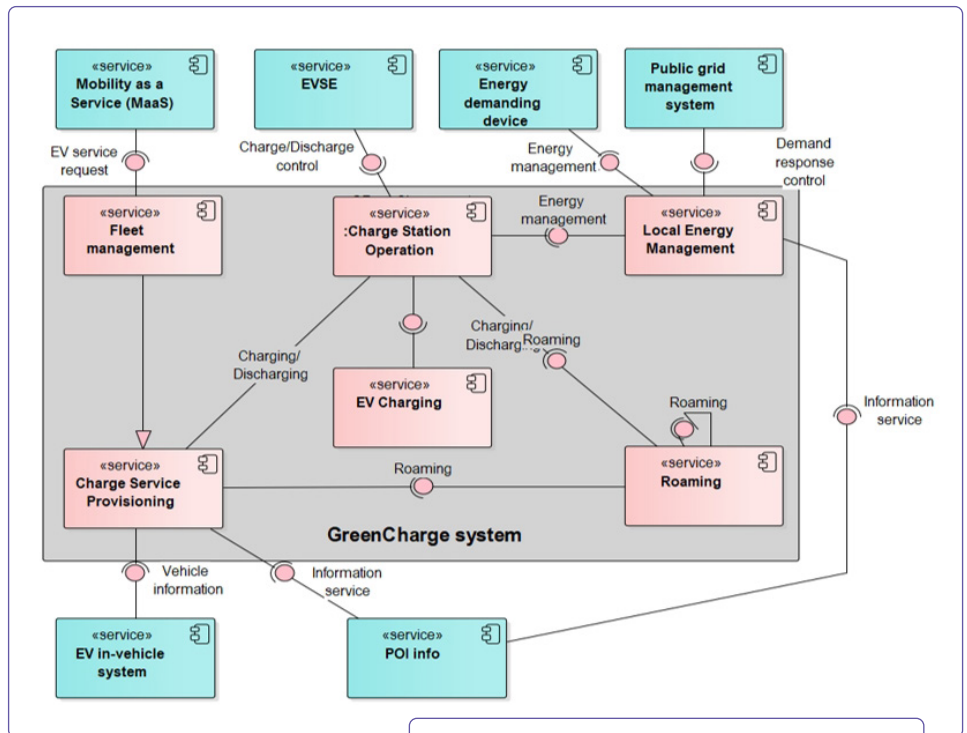 «service»
Mobility as a
Service (MaaS)
«service»
EVSE
«service»
Energy
demanding
device
Public grid
management
system
EV service
request
Charge/Discharge
control
Energy
management
Demand
response
control
«service»
Fleet
management
«service»
:Charge Station
Operation
Energy
management
«service»
Local Energy
Management
Charging/
Discharging
Charging/
Roaming
«service»
EV Charging
Information
service
Roaming
«service»
Charge Service
Provisioning
Roaming
«service»
Roaming
GreenCharge system
Vehicle
information
Information
service
«service»
EV in-vehicle
system
«service»
POI info